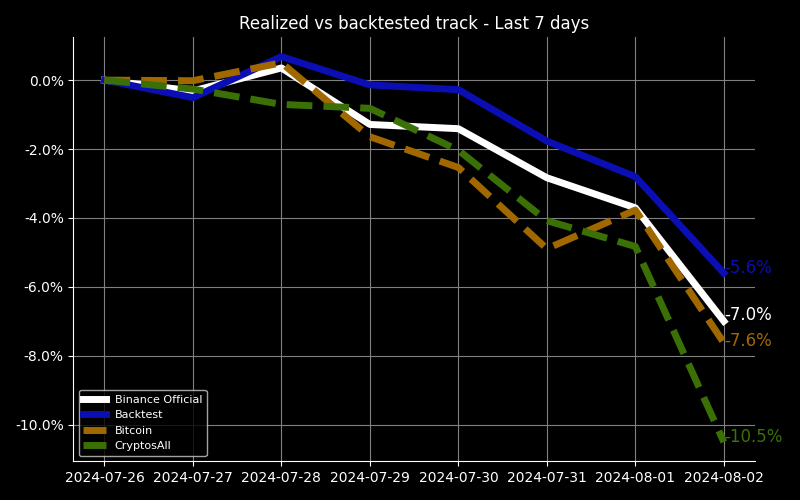 Realized vs backtested track - Last 7 days
0.0%
-2.0%
-4.0%
-6.0%
-8.0%
-10.0%
-5.6%
-7.0%
-7.6%
-10.5%
Binance Official
Backtest
Bitcoin
CryptosAll
2024-07-26 2024-07-27 2024-07-28 2024-07-29 2024-07-30 2024-07-31 2024-08-01 2024-08-02